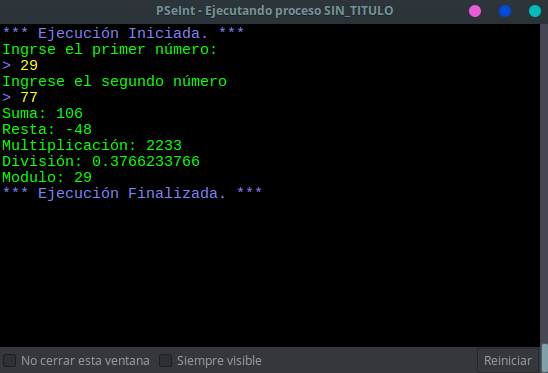 PSeInt - Ejecutando proceso SIN_TITULO
*** Ejecución Iniciada. ***
Ingrse el primer número:
> 29
Ingrese el segundo número
> 77
Suma: 106
Resta: -48
Multiplicación: 2233
División: 0.3766233766
Modulo: 29
*** Ejecución Finalizada. ***
No cerrar esta ventana Siempre visible Reiniciar